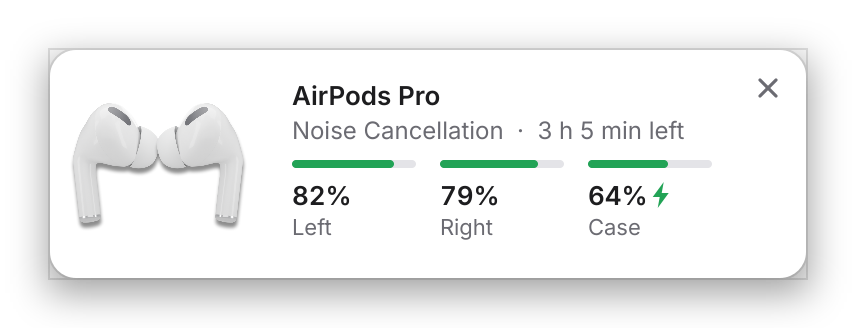 AirPods Pro
Noise Cancellation · 3 h 5 min left
82% 79% 64%
Left Right Case